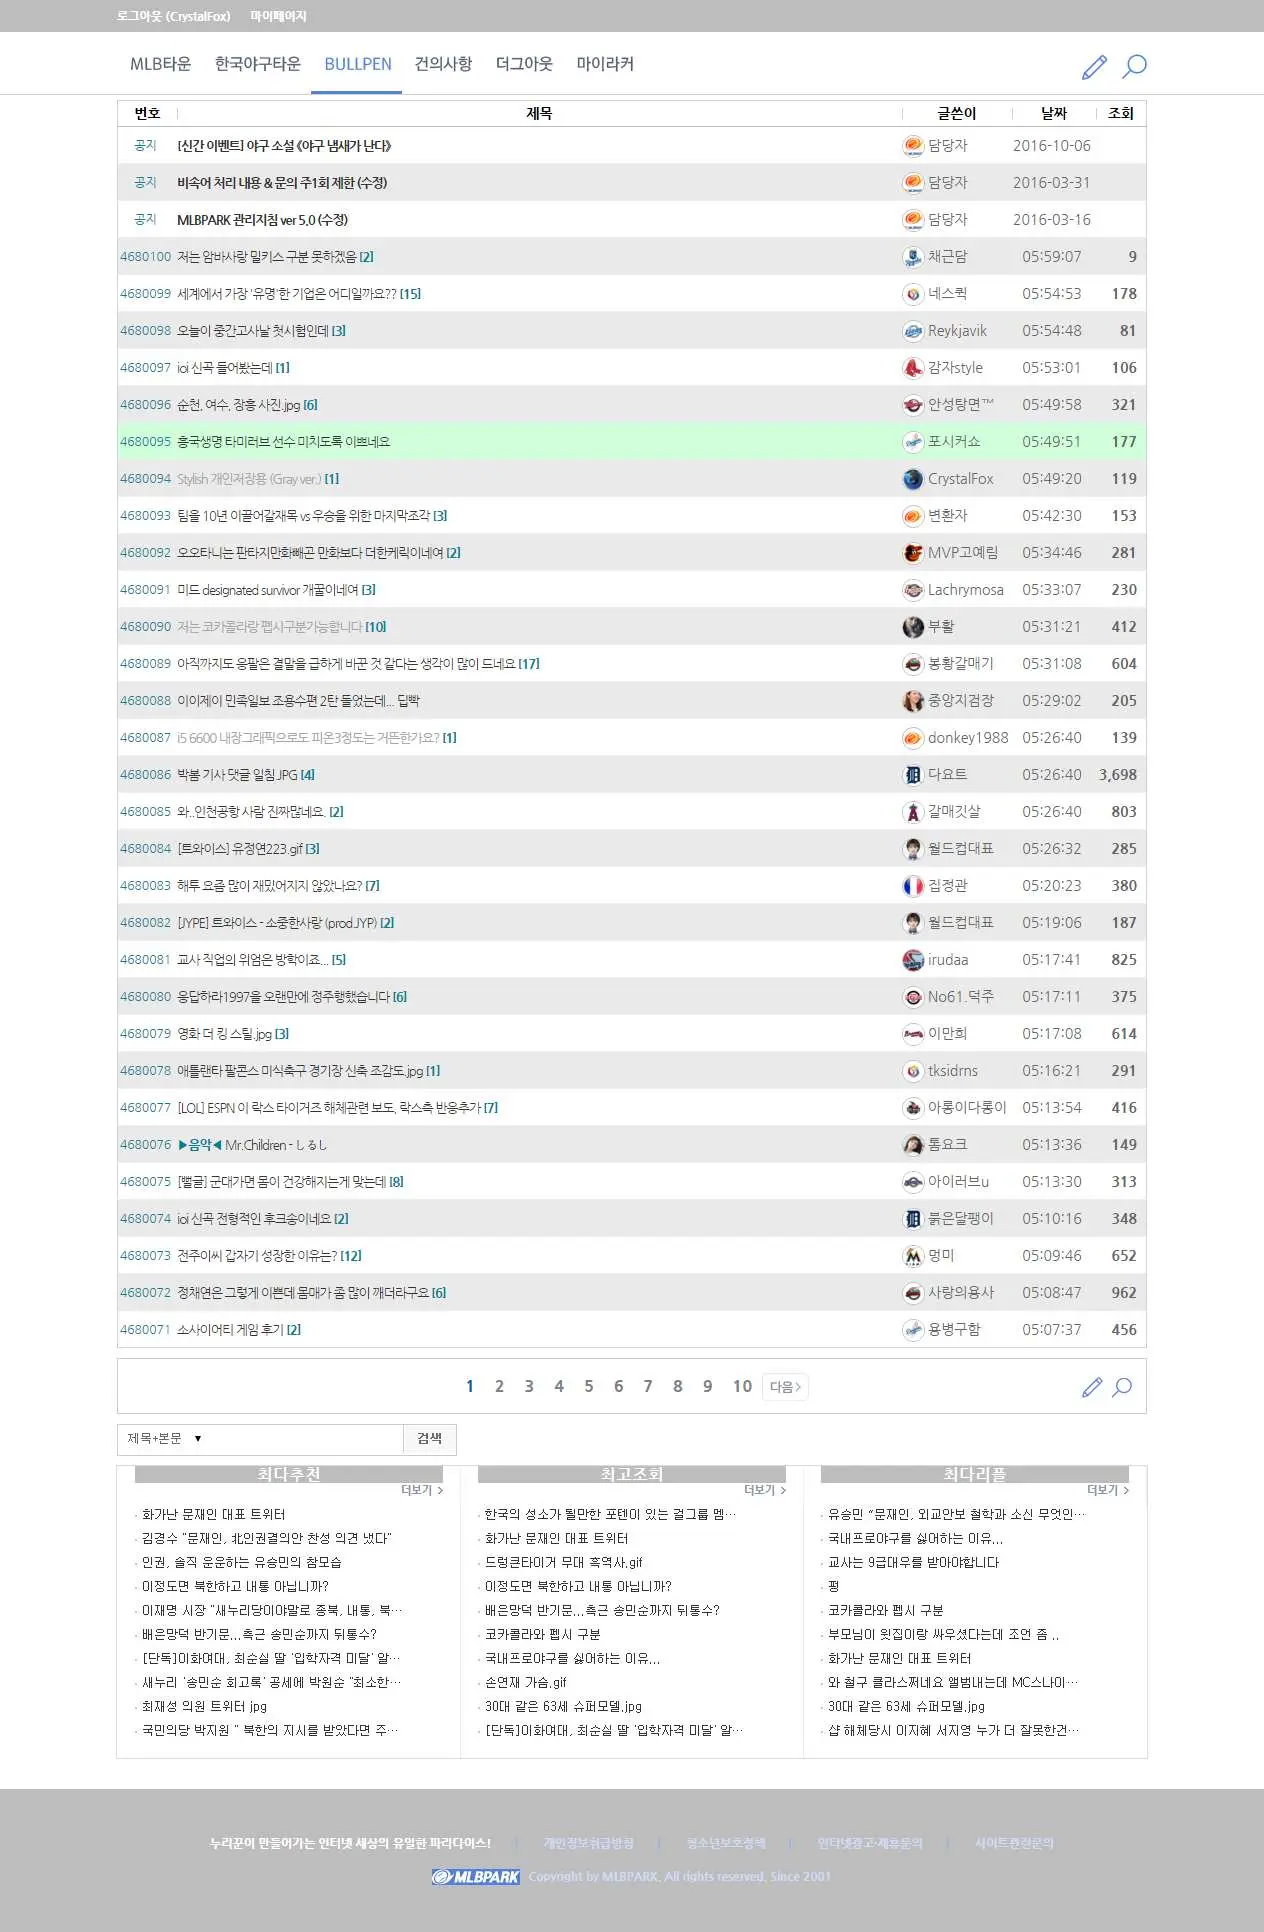 로그아웃 (CrystalFox) 마이페이지
MLB타운 한국야구타운 BULLPEN 건의사항 더그아웃 마이라커
번호 제목 글쓴이 날짜 조회
공지 [신간 이벤트] 야구 소설 《야구 냄새가 난다》 담당자 2016-10-06
공지 비속어 처리 내용 & 문의 주1회 제한 (수정) 담당자 2016-03-31
공지 MLBPARK 관리지침 ver 5.0 (수정) 담당자 2016-03-16
4680100 저는 암바사랑 밀키스 구분 못하겠음 [2] 채근담 05:59:07 9
4680099 세계에서 가장 '유명'한 기업은 어디일까요?? [15] 네스퀵 05:54:53 178
4680098 오늘이 중간고사날 첫시험인데 [3] Reykjavik 05:54:48 81
4680097 ioi 신곡 들어봤는데 [1] 감자style 05:53:01 106
4680096 순천, 여수, 장흥 사진.jpg [6] 안성탕면™ 05:49:58 321
4680095 흥국생명 타미러브 선수 미치도록 이쁘네요 포시커쇼 05:49:51 177
4680094 Stylish 개인저장용 (Gray ver.) [1] CrystalFox 05:49:20 119
4680093 팀을 10년 이끌어갈재목 vs 우승을 위한 마지막조각 [3] 변환자 05:42:30 153
4680092 오오타니는 판타지만화빼곤 만화보다 더한케릭이네여 [2] MVP고예림 05:34:46 281
4680091 미드 designated survivor 개꿀이네여 [3] Lachrymosa 05:33:07 230
4680090 저는 코카콜라랑 펩시구분가능합니다 [10] 부활 05:31:21 412
4680089 아직까지도 응팔은 결말을 급하게 바꾼 것 같다는 생각이 많이 드네요 [17] 봉황갈매기 05:31:08 604
4680088 이이제이 민족일보 조용수편 2탄 들었는데... 딥빡 중앙지검장 05:29:02 205
4680087 i5 6600 내장그래픽으로도 피온3정도는 거뜬한가요? [1] donkey1988 05:26:40 139
4680086 박봄 기사 댓글 일침.JPG [4] 다요트 05:26:40 3,698
4680085 와..인천공항 사람 진짜많네요. [2] 갈매깃살 05:26:40 803
4680084 [트와이스] 유정연223.gif [3] 월드컵대표 05:26:32 285
4680083 해투 요즘 많이 재밌어지지 않았나요? [7] 집정관 05:20:23 380
4680082 [JYPE] 트와이스 - 소중한사랑 (prod.JYP) [2] 월드컵대표 05:19:06 187
4680081 교사 직업의 위엄은 방학이죠... [5] irudaa 05:17:41 825
4680080 응답하라1997을 오랜만에 정주행했습니다 [6] No61.덕주 05:17:11 375
4680079 영화 더 킹 스틸.jpg [3] 이만희 05:17:08 614
4680078 애틀랜타 팔콘스 미식축구 경기장 신축 조감도.jpg [1] tksidrns 05:16:21 291
4680077 [LOL] ESPN 이 락스 타이거즈 해체관련 보도, 락스측 반응추가 [7] 아롱이다롱이 05:13:54 416
4680076 ▶음악◀ Mr.Children - しるし 톰요크 05:13:36 149
4680075 [뻘글] 군대가면 몸이 건강해지는게 맞는데 [8] 아이러브u 05:13:30 313
4680074 ioi 신곡 전형적인 후크송이네요 [2] 붉은달팽이 05:10:16 348
4680073 전주이씨 갑자기 성장한 이유는? [12] 멍미 05:09:46 652
4680072 정채연은 그렇게 이쁜데 몸매가 좀 많이 깨더라구요 [6] 사랑의용사 05:08:47 962
4680071 소사이어티 게임 후기 [2] 용병구함 05:07:37 456
1 2 3 4 5 6 7 8 9 10 다음>
제목+본문 ▼ 검색
최다추천 최고조회 최다리플
더보기 > 더보기 > 더보기 >
· 화가난 문재인 대표 트위터
· 김경수 "문재인, 北인권결의안 찬성 의견 냈다"
· 인권, 솔직 운운하는 유승민의 참모습
· 이정도면 북한하고 내통 아닙니까?
· 이재명 시장 "새누리당이야말로 종북, 내통, 북…
· 배은망덕 반기문...측근 송민순까지 뒤통수?
· [단독]이화여대, 최순실 딸 '입학자격 미달' 알…
· 새누리 '송민순 회고록' 공세에 박원순 "최소한…
· 최재성 의원 트위터 jpg
· 국민의당 박지원 " 북한의 지시를 받았다면 주…
· 한국의 성소가 될만한 포텐이 있는 걸그룹 멤…
· 화가난 문재인 대표 트위터
· 드렁큰타이거 무대 흑역사.gif
· 이정도면 북한하고 내통 아닙니까?
· 배은망덕 반기문...측근 송민순까지 뒤통수?
· 코카콜라와 펩시 구분
· 국내프로야구를 싫어하는 이유...
· 손연재 가슴.gif
· 30대 같은 63세 슈퍼모델.jpg
· [단독]이화여대, 최순실 딸 '입학자격 미달' 알…
· 유승민 "문재인, 외교안보 철학과 소신 무엇인…
· 국내프로야구를 싫어하는 이유...
· 교사는 9급대우를 받아야합니다
· 펑
· 코카콜라와 펩시 구분
· 부모님이 윗집이랑 싸우셨다는데 조언 좀 ..
· 화가난 문재인 대표 트위터
· 와 철구 클라스쩌네요 앨범내는데 MC스나이…
· 30대 같은 63세 슈퍼모델.jpg
· 샵 해체당시 이지혜 서지영 누가 더 잘못한건…
누리꾼이 만들어가는 인터넷 세상의 유일한 파라다이스! | 개인정보취급방침 | 청소년보호정책 | 인터넷광고·제휴문의 | 사이트관련문의
MLBPARK Copyright by MLBPARK. All rights reserved. Since 2001